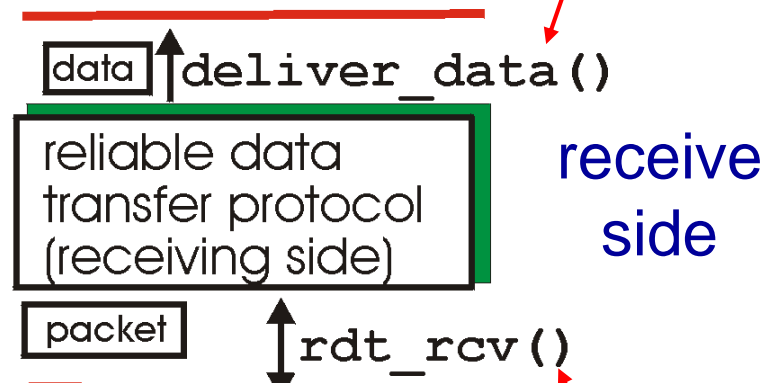 data deliver_data()
reliable data
transfer protocol
(receiving side)
receive
side
packet rdt_rcv()